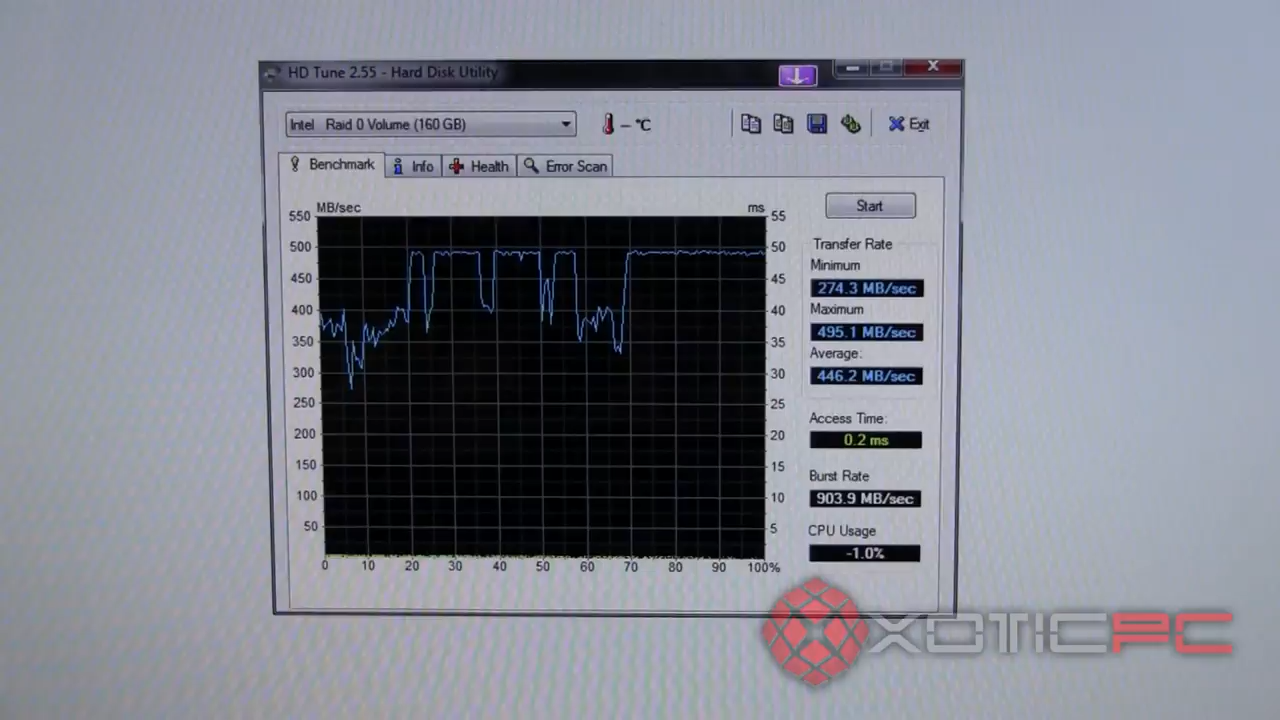 HD Tune 2.55 - Hard Disk Utility
Intel Raid 0 Volume (160 GB)
– °C
Exit
Benchmark
Info
Health
Error Scan
MB/sec
ms
550
500
450
400
350
300
250
200
150
100
50
55
50
45
40
35
30
25
20
15
10
5
0 10 20 30 40 50 60 70 80 90 100%
Start
Transfer Rate
Minimum
274.3 MB/sec
Maximum
495.1 MB/sec
Average:
446.2 MB/sec
Access Time:
0.2 ms
Burst Rate
903.9 MB/sec
CPU Usage
-1.0%
XOTIC PC